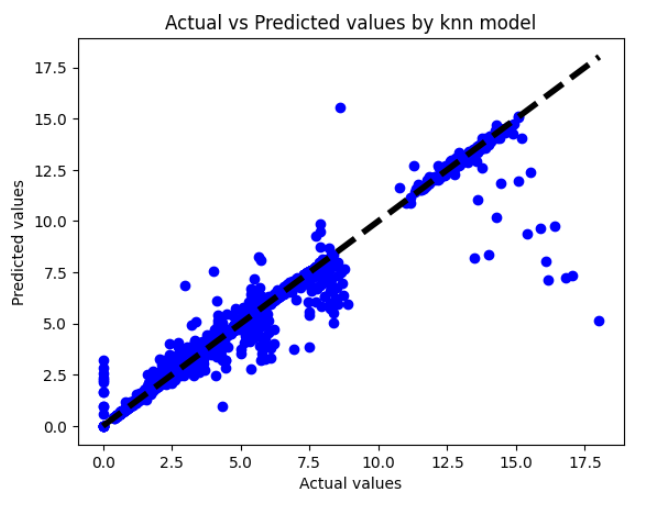 Actual vs Predicted values by knn model
17.5
15.0
12.5
10.0
7.5
5.0
2.5
0.0
Predicted values
0.0 2.5 5.0 7.5 10.0 12.5 15.0 17.5
Actual values